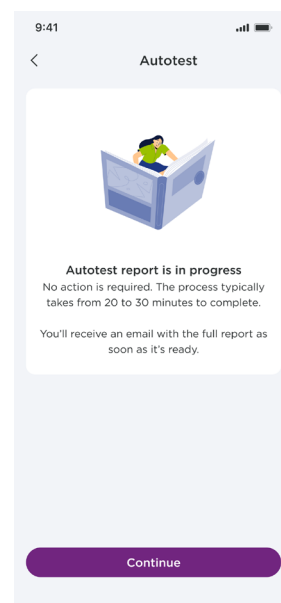 9:41
Autotest
Autotest report is in progress
No action is required. The process typically
takes from 20 to 30 minutes to complete.
You'll receive an email with the full report as
soon as it's ready.
Continue